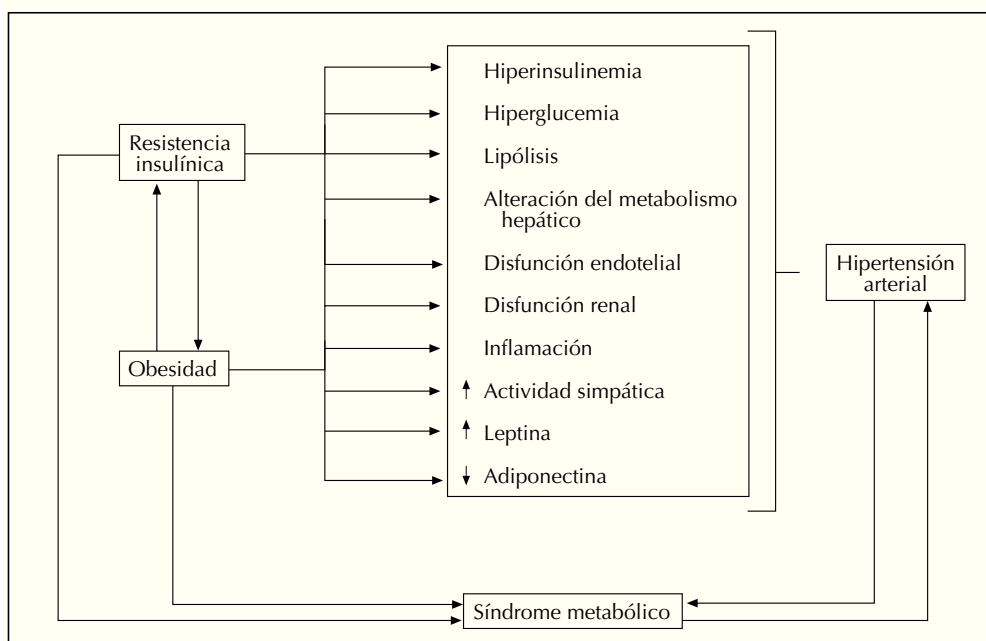 Resistencia
insulínica
Obesidad
Hiperinsulinemia
Hiperglucemia
Lipólisis
Alteración del metabolismo
hepático
Disfunción endotelial
Disfunción renal
Inflamación
↑ Actividad simpática
↑ Leptina
↓ Adiponectina
Hipertensión
arterial
Síndrome metabólico